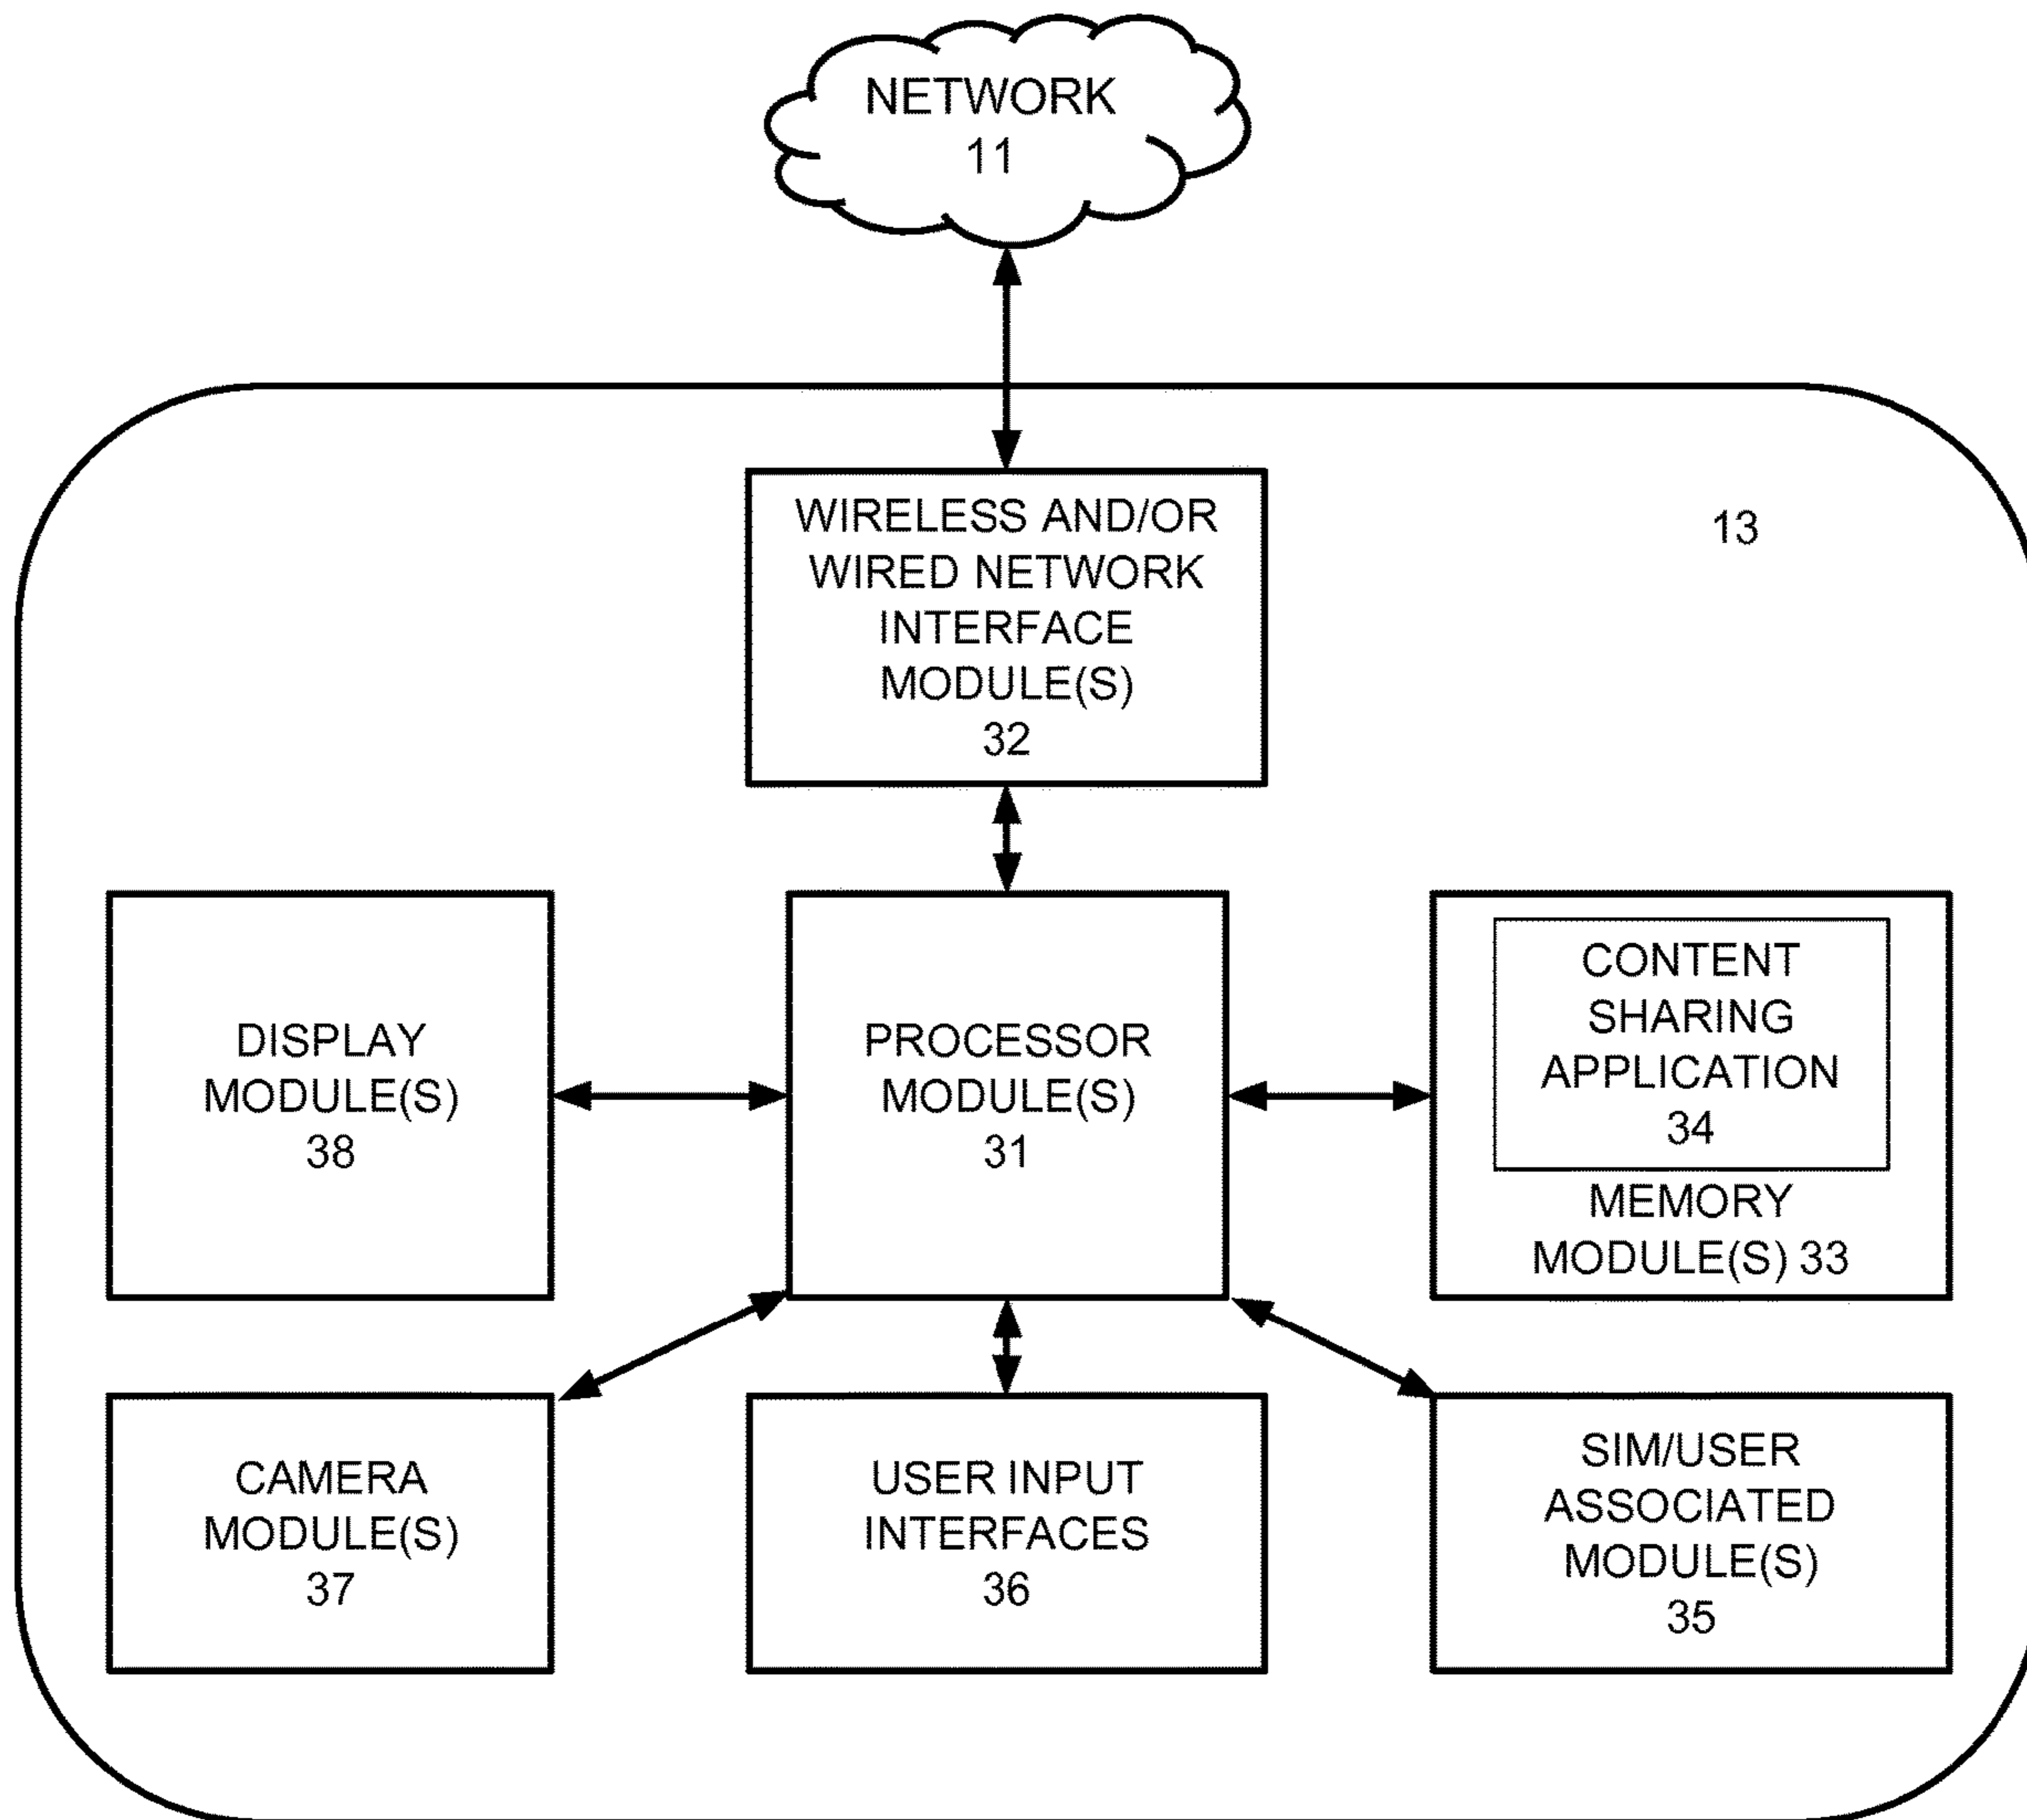 NETWORK
11
13
WIRELESS AND/OR
WIRED NETWORK
INTERFACE
MODULE(S)
32
DISPLAY
MODULE(S)
38
PROCESSOR
MODULE(S)
31
CONTENT
SHARING
APPLICATION
34
MEMORY
MODULE(S) 33
CAMERA
MODULE(S)
37
USER INPUT
INTERFACES
36
SIM/USER
ASSOCIATED
MODULE(S)
35